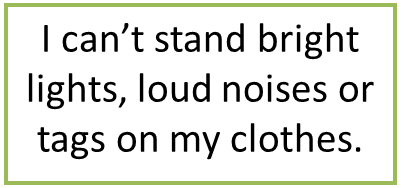 I can’t stand bright
lights, loud noises or
tags on my clothes.